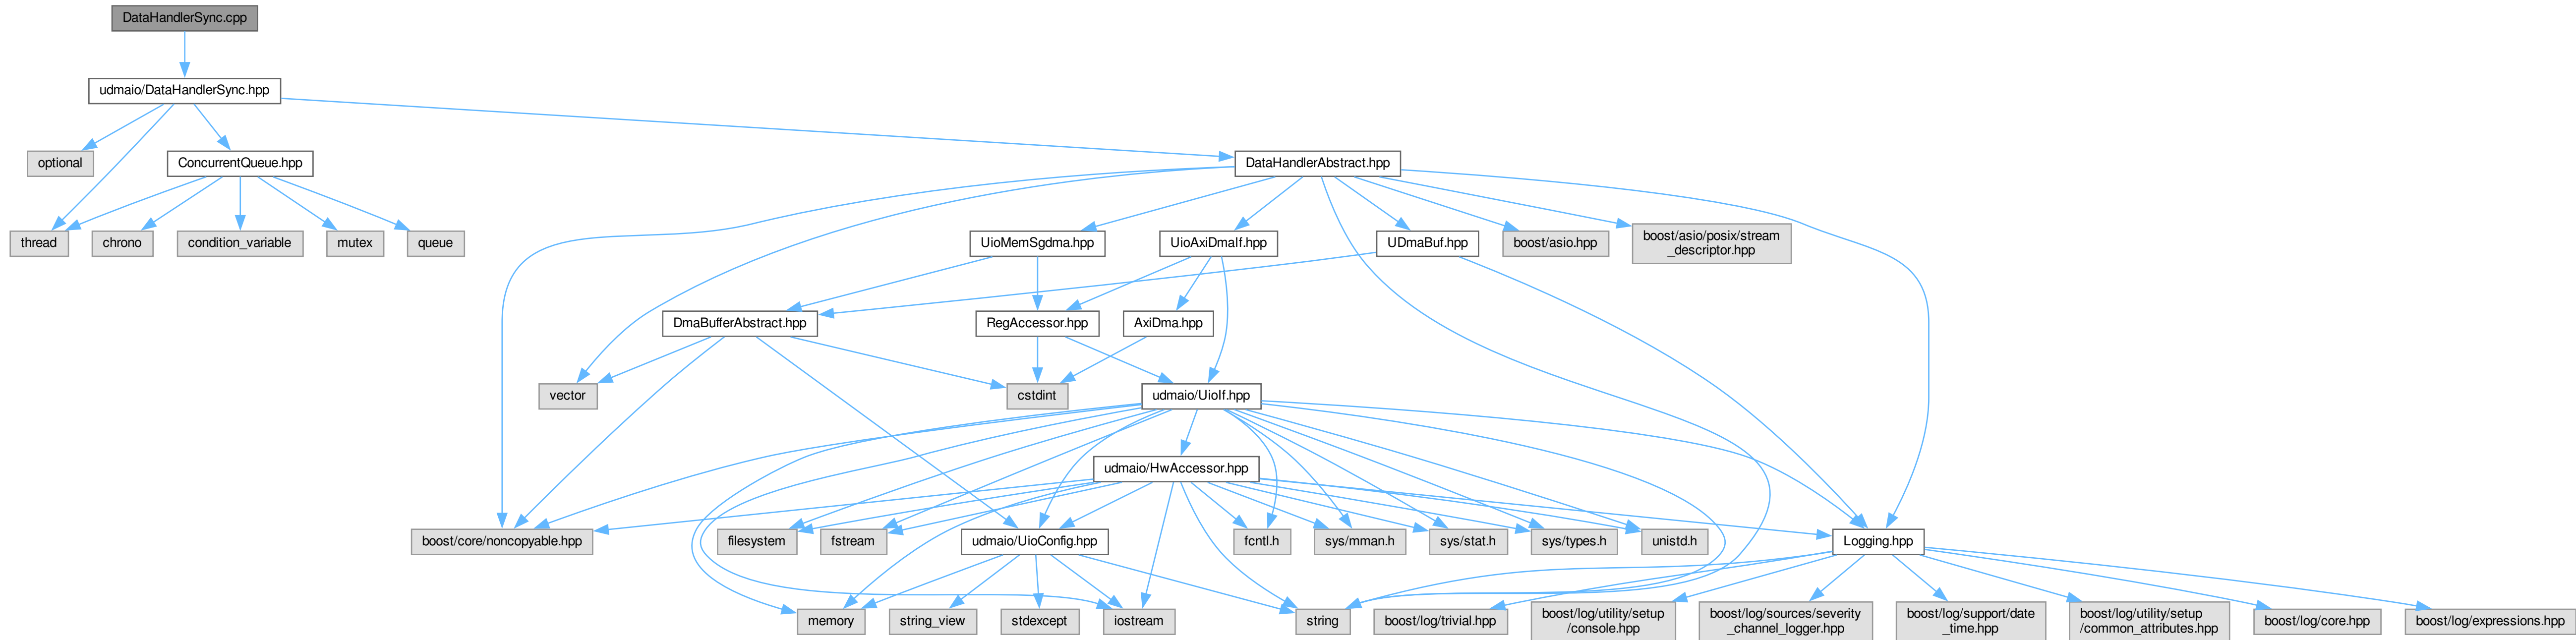 DataHandlerSync.cpp
udmaio/DataHandlerSync.hpp
optional
ConcurrentQueue.hpp
DataHandlerAbstract.hpp
thread
chrono
condition_variable
mutex
queue
UioMemSgdma.hpp
UioAxiDmaIf.hpp
UDmaBuf.hpp
boost/asio.hpp
boost/asio/posix/stream
_descriptor.hpp
DmaBufferAbstract.hpp
RegAccessor.hpp
AxiDma.hpp
vector
cstdint
udmaio/UioIf.hpp
udmaio/HwAccessor.hpp
boost/core/noncopyable.hpp
filesystem
fstream
udmaio/UioConfig.hpp
fcntl.h
sys/mman.h
sys/stat.h
sys/types.h
unistd.h
Logging.hpp
memory
string_view
stdexcept
iostream
string
boost/log/trivial.hpp
boost/log/utility/setup
/console.hpp
boost/log/sources/severity
_channel_logger.hpp
boost/log/support/date
_time.hpp
boost/log/utility/setup
/common_attributes.hpp
boost/log/core.hpp
boost/log/expressions.hpp